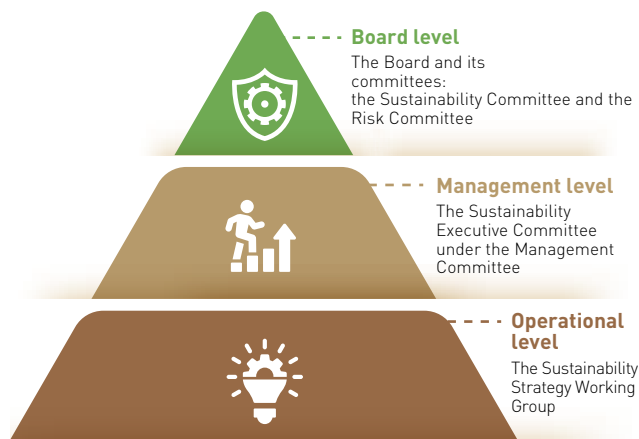 Board level
The Board and its
committees:
the Sustainability Committee and the
Risk Committee
Management level
The Sustainability
Executive Committee
under the Management
Committee
Operational
level
The Sustainability
Strategy Working
Group